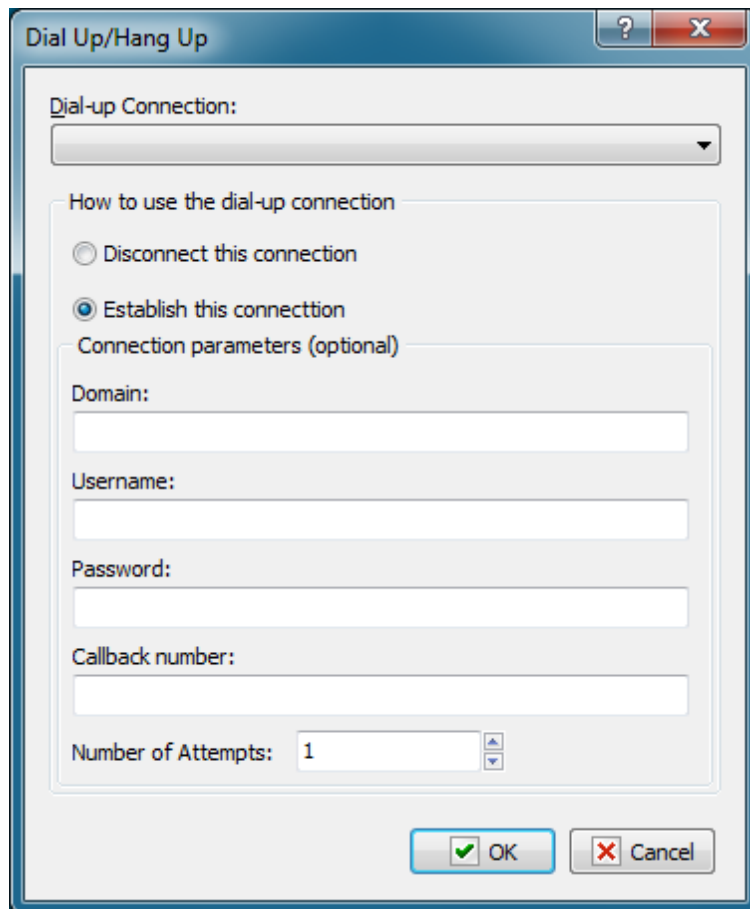 Dial Up/Hang Up
?
Dial-up Connection:
How to use the dial-up connection
Disconnect this connection
Establish this connecttion
Connection parameters (optional)
Domain:
Username:
Password:
Callback number:
Number of Attempts: 1
OK Cancel